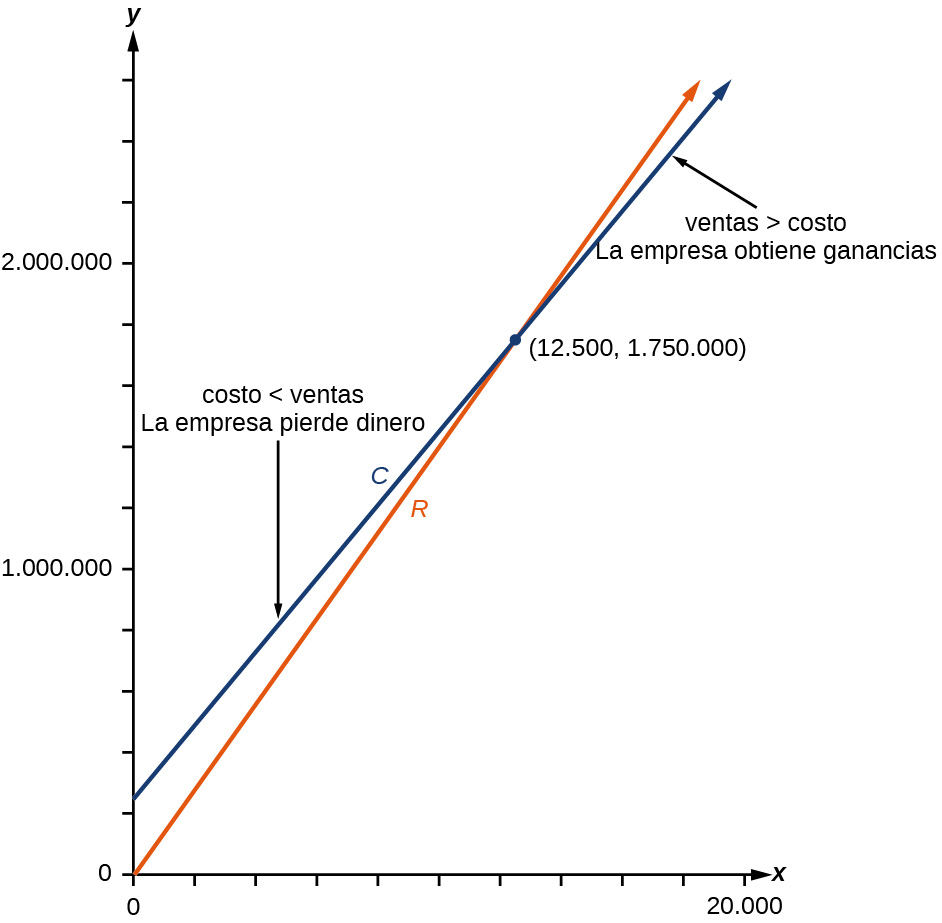 y
2.000.000
1.000.000
0
0
20.000
x
ventas > costo
La empresa obtiene ganancias
(12.500, 1.750.000)
costo < ventas
La empresa pierde dinero
C
R